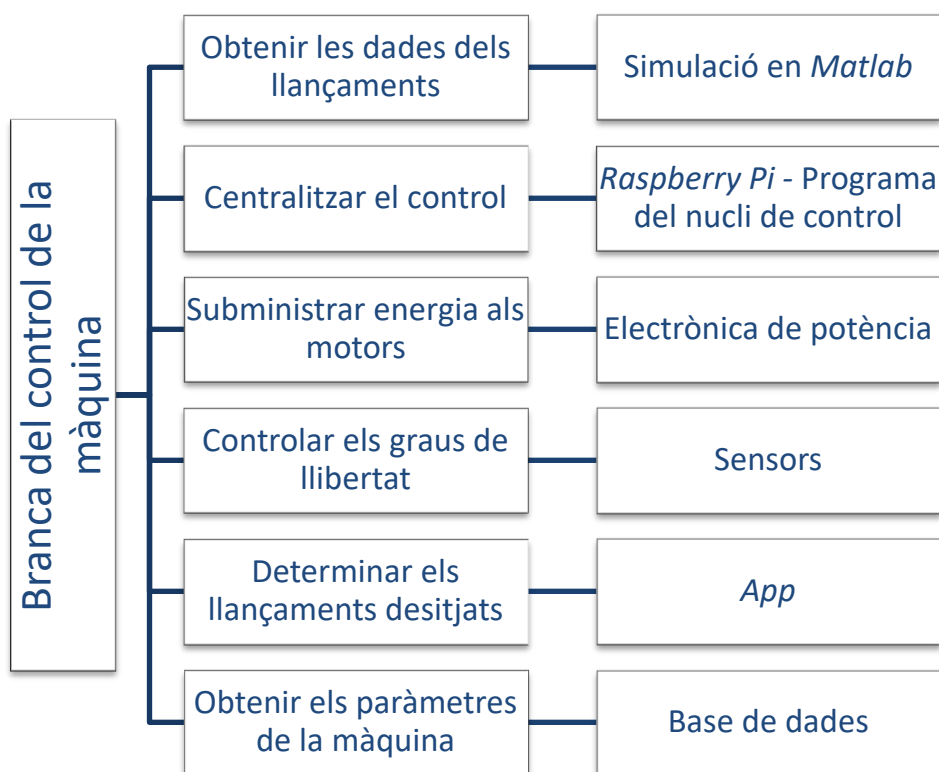 Branca del control de la
màquina
Obtenir les dades dels
llançaments
Simulació en Matlab
Centralitzar el control
Raspberry Pi - Programa
del nucli de control
Subministrar energia als
motors
Electrònica de potència
Controlar els graus de
llibertat
Sensors
Determinar els
llançaments desitjats
App
Obtenir els paràmetres
de la màquina
Base de dades